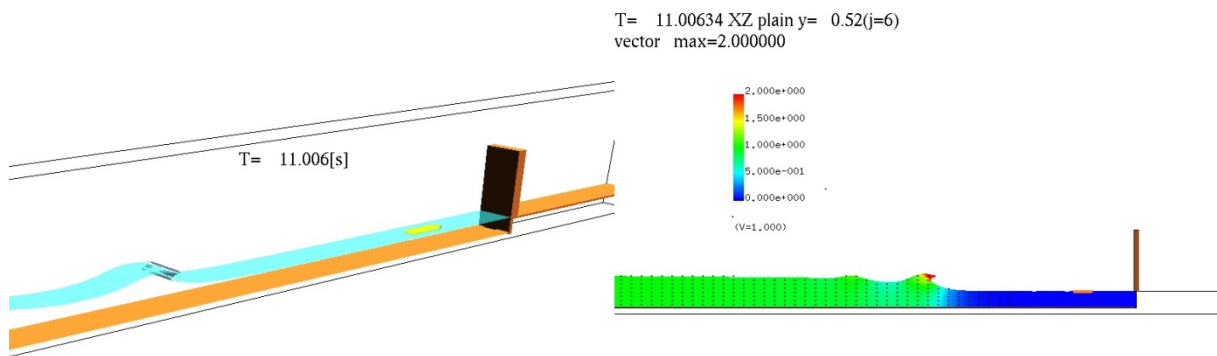 T= 11.006[s]
T= 11.00634 XZ plain y= 0.52(j=6)
vector max=2.000000
2.000e+000
1.500e+000
1.000e+000
5.000e-001
0.000e+000
(V=1.000)